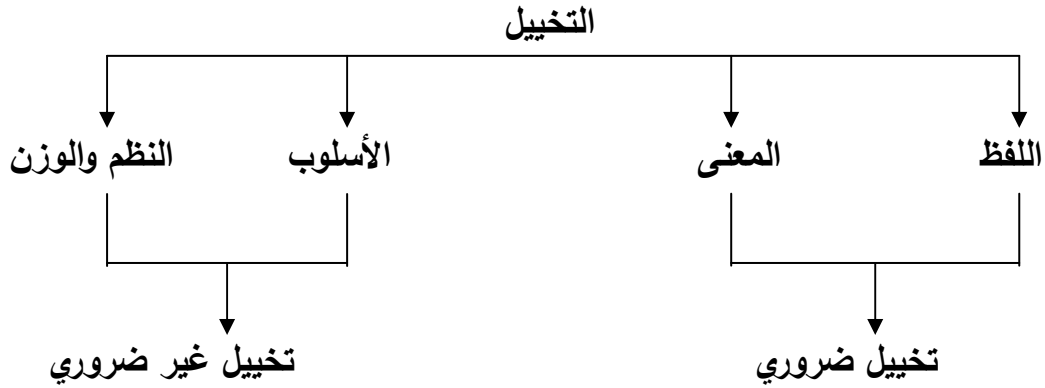 التخييل
اللفظ
المعنى
الأسلوب
النظم والوزن
تخييل ضروري
تخييل غير ضروري